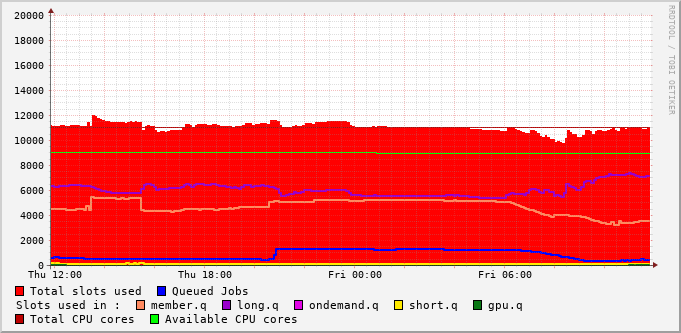 20000
18000
16000
14000
12000
10000
8000
6000
4000
2000
0
Thu 12:00 Thu 18:00 Fri 00:00 Fri 06:00
RRDTOOL / TOBI OETIKER
Total slots used Queued Jobs
Slots used in : member.q long.q ondemand.q short.q gpu.q
Total CPU cores Available CPU cores